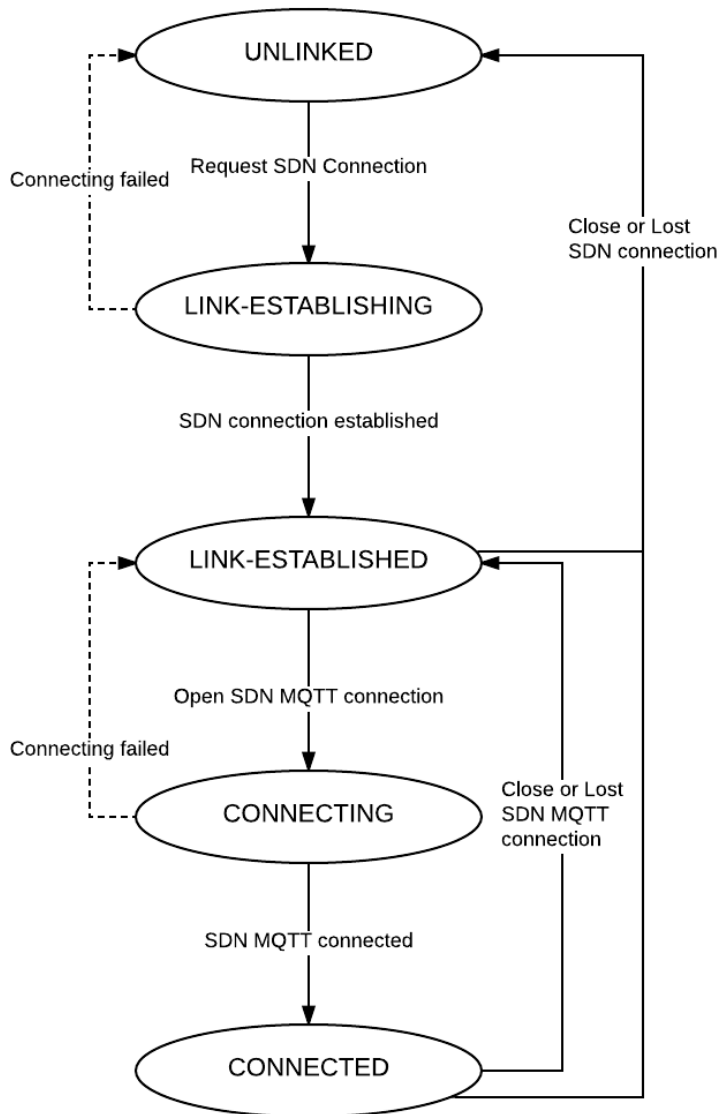 UNLINKED
Connecting failed
Request SDN Connection
Close or Lost
SDN connection
LINK-ESTABLISHING
SDN connection established
LINK-ESTABLISHED
Open SDN MQTT connection
Connecting failed
Close or Lost
SDN MQTT
connection
CONNECTING
SDN MQTT connected
CONNECTED